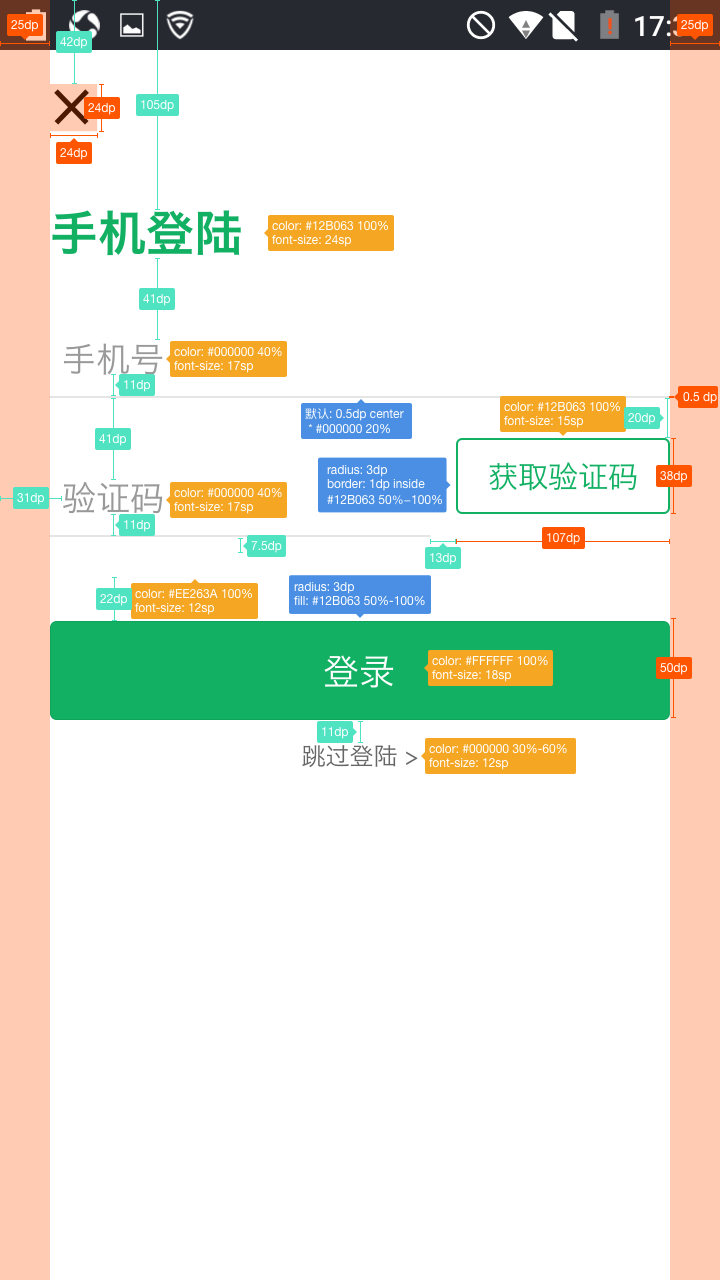 25dp
17:3
25dp
42dp
105dp
24dp
24dp
手机登陆
color: #12B063 100%
font-size: 24sp
41dp
手机号
color: #000000 40%
font-size: 17sp
11dp
0.5 dp
默认: 0.5dp center
* #000000 20%
color: #12B063 100%
font-size: 15sp
20dp
41dp
radius: 3dp
border: 1dp inside
#12B063 50%~100%
获取验证码
38dp
31dp
验证码
color: #000000 40%
font-size: 17sp
11dp
7.5dp
13dp
107dp
22dp
color: #EE263A 100%
font-size: 12sp
radius: 3dp
fill: #12B063 50%-100%
登录
color: #FFFFFF 100%
font-size: 18sp
50dp
11dp
跳过登陆 >
color: #000000 30%-60%
font-size: 12sp